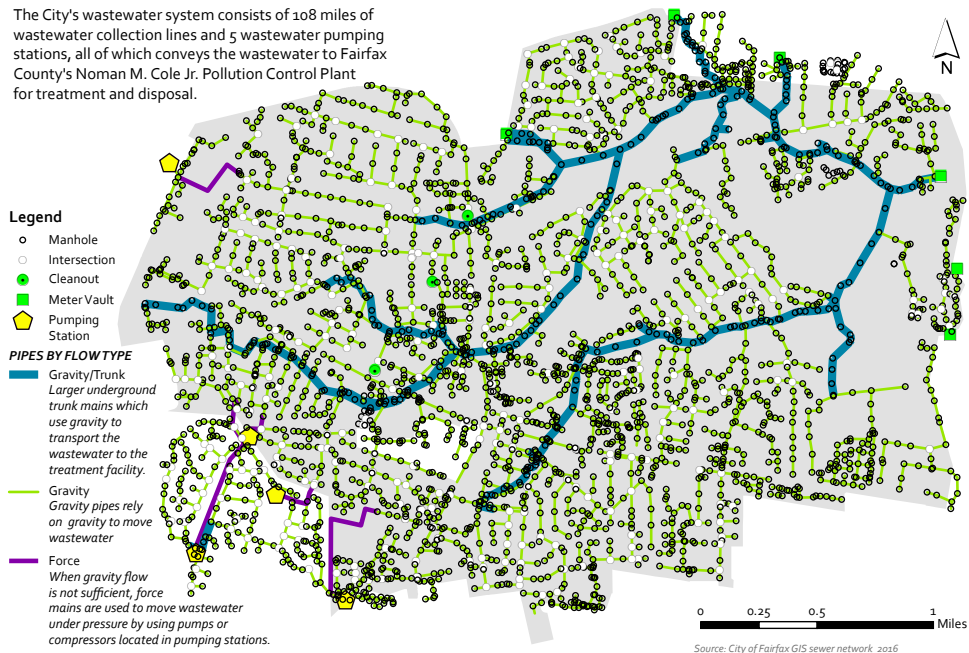 The City's wastewater system consists of 108 miles of
wastewater collection lines and 5 wastewater pumping
stations, all of which conveys the wastewater to Fairfax
County's Noman M. Cole Jr. Pollution Control Plant
for treatment and disposal.
N
Legend
Manhole
Intersection
Cleanout
Meter Vault
Pumping
Station
PIPES BY FLOW TYPE
Gravity/Trunk
Larger underground
trunk mains which
use gravity to
transport the
wastewater to the
treatment facility.
Gravity
Gravity pipes rely
on gravity to move
wastewater
Force
When gravity flow
is not sufficient, force
mains are used to move wastewater
under pressure by using pumps or
compressors located in pumping stations.
0 0.25 0.5 1
Miles
Source: City of Fairfax GIS sewer network 2016